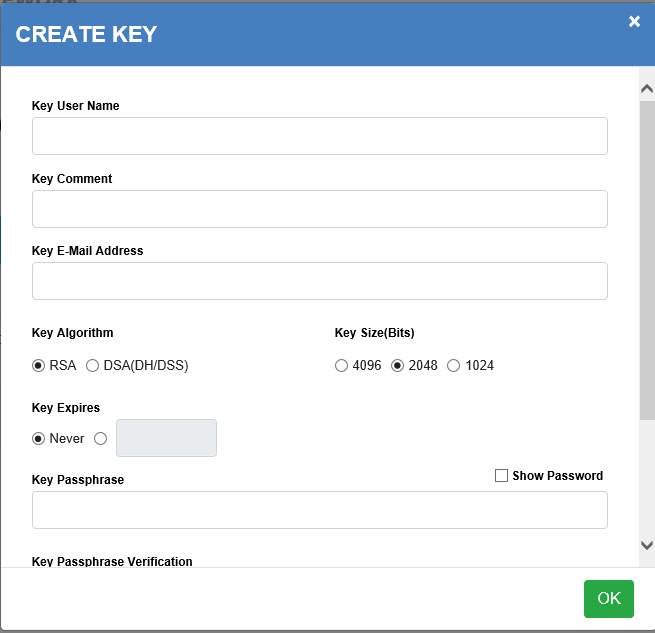 CREATE KEY
×
Key User Name
Key Comment
Key E-Mail Address
Key Algorithm
Key Size(Bits)
RSA DSA(DH/DSS)
4096 2048 1024
Key Expires
Never
Key Passphrase
Show Password
Key Passphrase Verification
OK